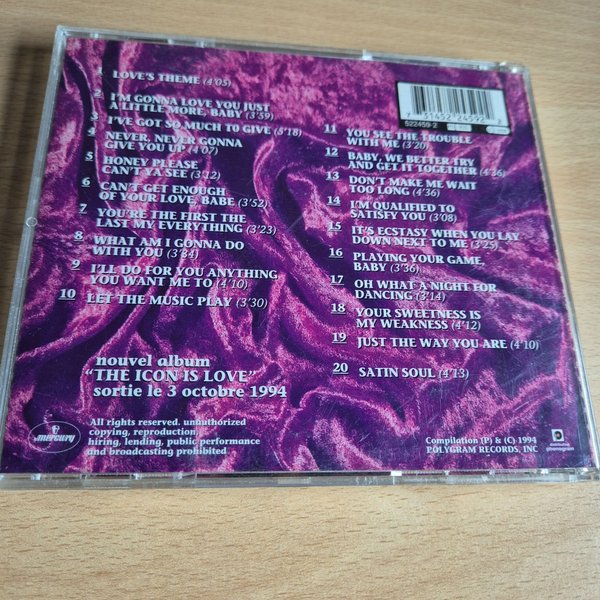 1 LOVE'S THEME (4'05)
2 I'M GONNA LOVE YOU JUST
A LITTLE MORE, BABY (3'59)
3 I'VE GOT SO MUCH TO GIVE (5'18)
4 NEVER, NEVER GONNA
GIVE YOU UP (4'07)
5 HONEY PLEASE
CAN'T YA SEE (3'12)
6 CAN'T GET ENOUGH
OF YOUR LOVE, BABE (3'52)
7 YOU'RE THE FIRST THE
LAST MY EVERYTHING (3'23)
8 WHAT AM I GONNA DO
WITH YOU (3'34)
9 I'LL DO FOR YOU ANYTHING
YOU WANT ME TO (4'10)
10 LET THE MUSIC PLAY (3'30)
11 YOU SEE THE TROUBLE
WITH ME (3'20)
12 BABY, WE BETTER TRY
AND GET IT TOGETHER (4'36)
13 DON'T MAKE ME WAIT
TOO LONG (4'36)
14 I'M QUALIFIED TO
SATISFY YOU (3'08)
15 IT'S ECSTASY WHEN YOU LAY
DOWN NEXT TO ME (3'25)
16 PLAYING YOUR GAME,
BABY (3'36)
17 OH WHAT A NIGHT FOR
DANCING (3'14)
18 YOUR SWEETNESS IS
MY WEAKNESS (4'12)
19 JUST THE WAY YOU ARE (4'10)
20 SATIN SOUL (4'13)
522459-2
nouvel album
"THE ICON IS LOVE"
sortie le 3 octobre 1994
mercury
All rights reserved. unauthorized
copying, reproduction,
hiring, lending, public performance
and broadcasting prohibited
Compilation (P) & (C) 1994
POLYGRAM RECORDS, INC
phonogram